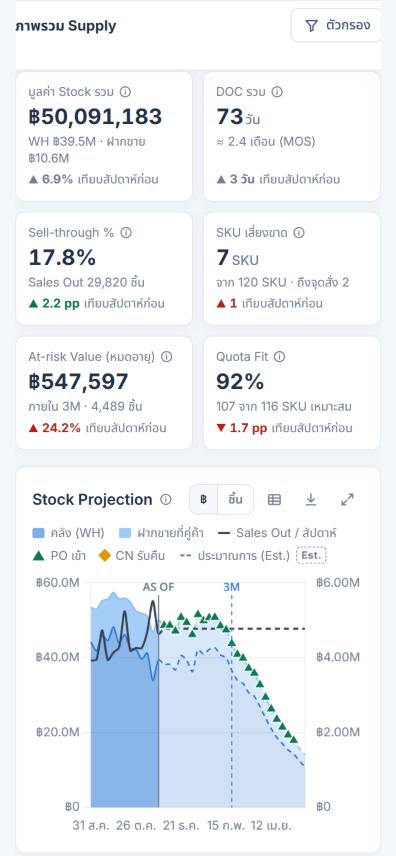 ภาพรวม Supply
ตัวกรอง
มูลค่า Stock รวม
฿50,091,183
WH ฿39.5M · ฝากขาย
฿10.6M
▲ 6.9% เทียบสัปดาห์ก่อน
DOC รวม
73 วัน
≈ 2.4 เดือน (MOS)
▲ 3 วัน เทียบสัปดาห์ก่อน
Sell-through %
17.8%
Sales Out 29,820 ชิ้น
▲ 2.2 pp เทียบสัปดาห์ก่อน
SKU เสี่ยงขาด
7 SKU
จาก 120 SKU · ถึงจุดสั่ง 2
▲ 1 เทียบสัปดาห์ก่อน
At-risk Value (หมดอายุ)
฿547,597
ภายใน 3M · 4,489 ชิ้น
▲ 24.2% เทียบสัปดาห์ก่อน
Quota Fit
92%
107 จาก 116 SKU เหมาะสม
▼ 1.7 pp เทียบสัปดาห์ก่อน
Stock Projection
฿ ชิ้น
คลัง (WH) ฝากขายที่คู่ค้า Sales Out / สัปดาห์
PO เข้า CN รับคืน ประมาณการ (Est.) Est.
฿60.0M AS OF 3M ฿6.00M
฿40.0M ฿4.00M
฿20.0M ฿2.00M
฿0 ฿0
31 ส.ค. 26 ต.ค. 21 ธ.ค. 15 ก.พ. 12 เม.ย.